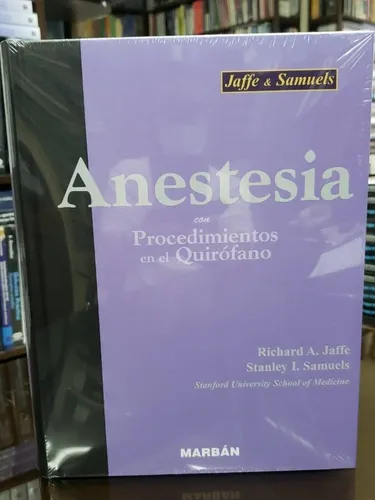 Jaffe & Samuels
Anestesia
con
Procedimientos
en el Quirófano
Richard A. Jaffe
Stanley I. Samuels
Stanford University School of Medicine
MARBÁN